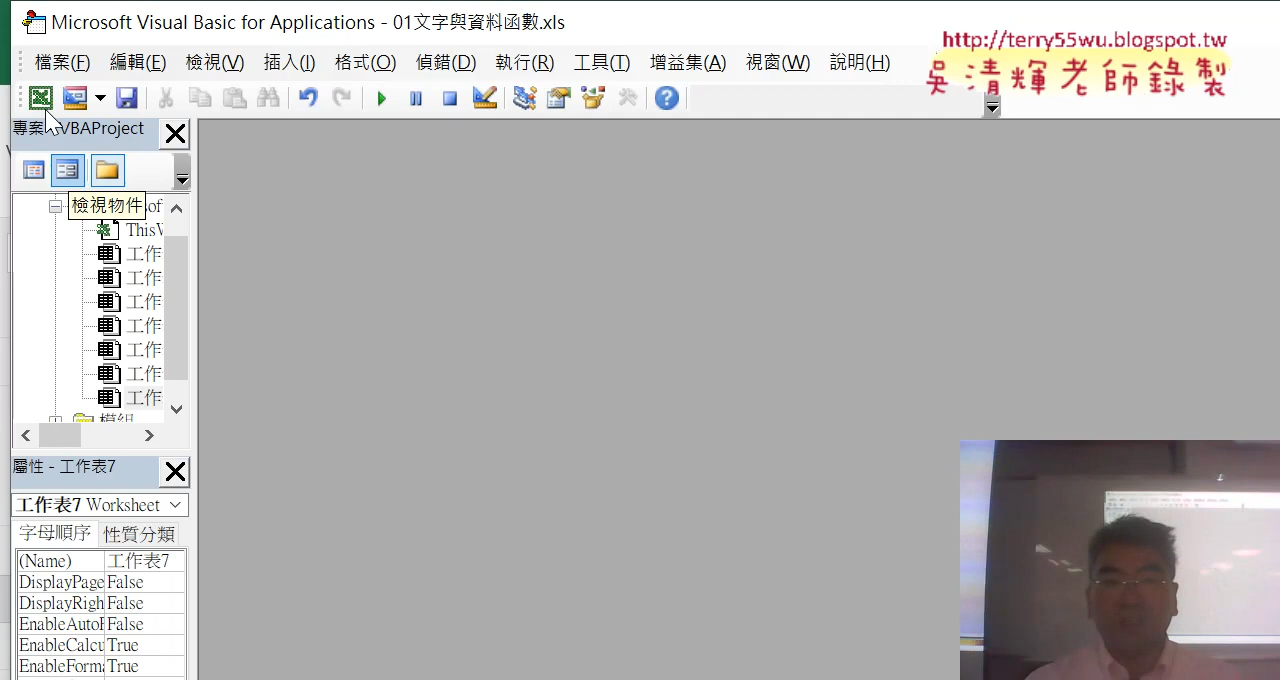 Microsoft Visual Basic for Applications - 01文字與資料函數.xls
http://terry55wu.blogspot.tw
吳清輝老師錄製
檔案(F) 編輯(E) 檢視(V) 插入(I) 格式(O) 偵錯(D) 執行(R) 工具(T) 增益集(A) 視窗(W) 說明(H)
專案 VBAProject
檢視物件 sof
ThisV
工作
工作
工作
工作
工作
工作
工作
模組
屬性 - 工作表7
工作表7 Worksheet
字母順序 性質分類
(Name) 工作表7
DisplayPage False
DisplayRigh False
EnableAutoF False
EnableCalcu True
EnableForma True